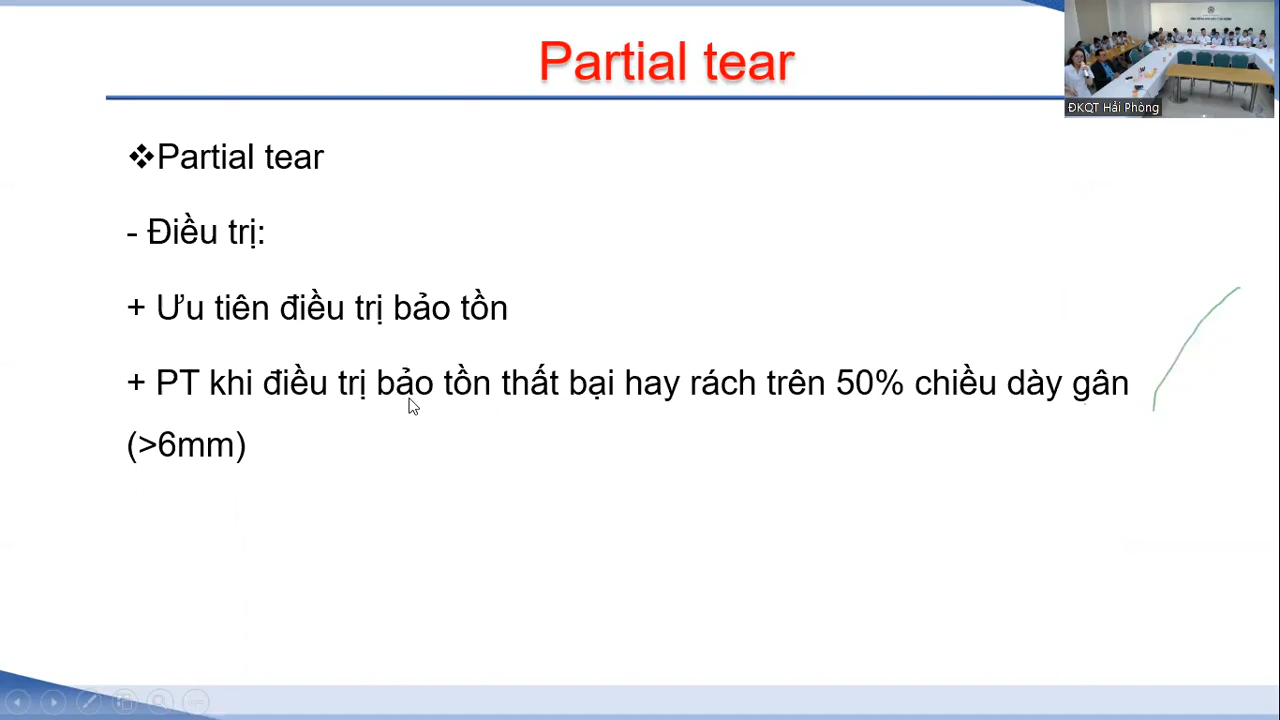 Partial tear
ĐKQT Hải Phòng
❖Partial tear
- Điều trị:
+ Ưu tiên điều trị bảo tồn
+ PT khi điều trị bảo tồn thất bại hay rách trên 50% chiều dày gân
(>6mm)